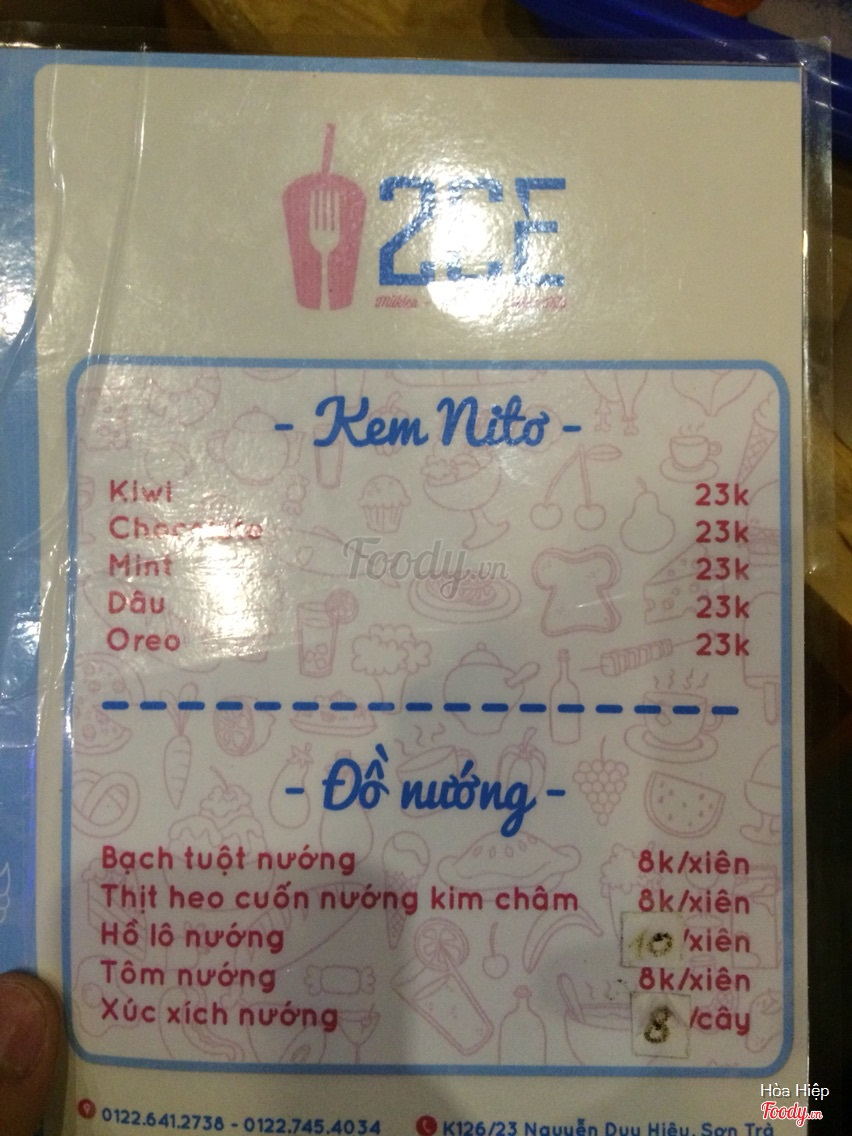 2CE
Milktea
- Kem Nitơ -
Kiwi 23k
Chocolate 23k
Foody.vn
Mint 23k
Dâu 23k
Oreo 23k
- Đồ nướng -
Bạch tuột nướng 8k/xiên
Thịt heo cuốn nướng kim châm 8k/xiên
Hồ lô nướng 10 /xiên
Tôm nướng 8k/xiên
Xúc xích nướng 8 /cây
Hòa Hiệp
Foody.vn
0122.641.2738 - 0122.745.4034 K126/23 Nguyễn Duy Hiệu, Sơn Trà